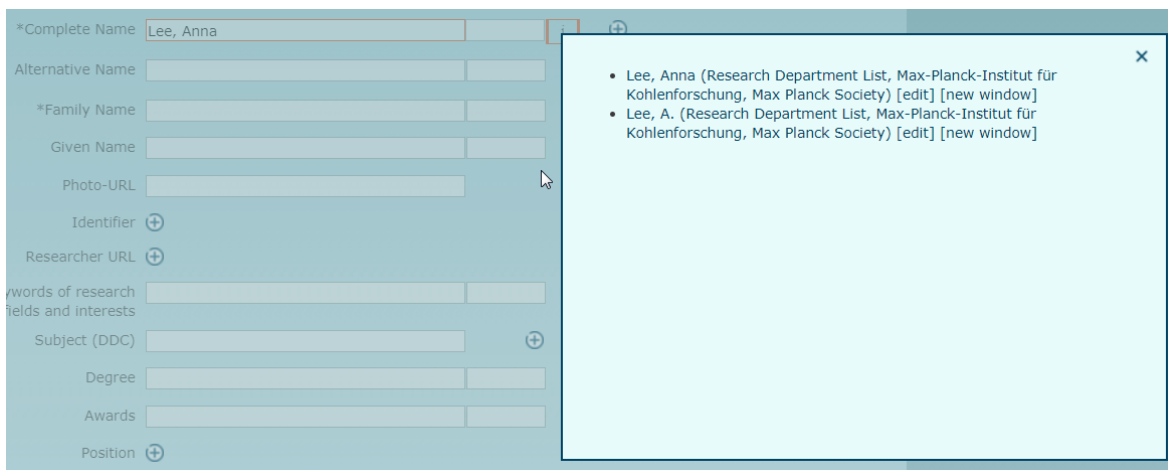 *Complete Name Lee, Anna
Alternative Name
*Family Name
Given Name
Photo-URL
Identifier
Researcher URL
ywords of research
fields and interests
Subject (DDC)
Degree
Awards
Position
• Lee, Anna (Research Department List, Max-Planck-Institut für
Kohlenforschung, Max Planck Society) [edit] [new window]
• Lee, A. (Research Department List, Max-Planck-Institut für
Kohlenforschung, Max Planck Society) [edit] [new window]